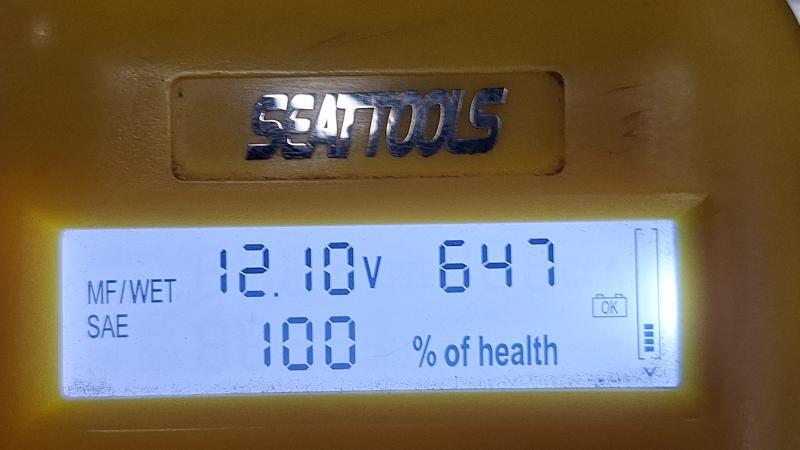 SEATTOOLS
MF/WET 12.10V 647
SAE
OK
100 % of health